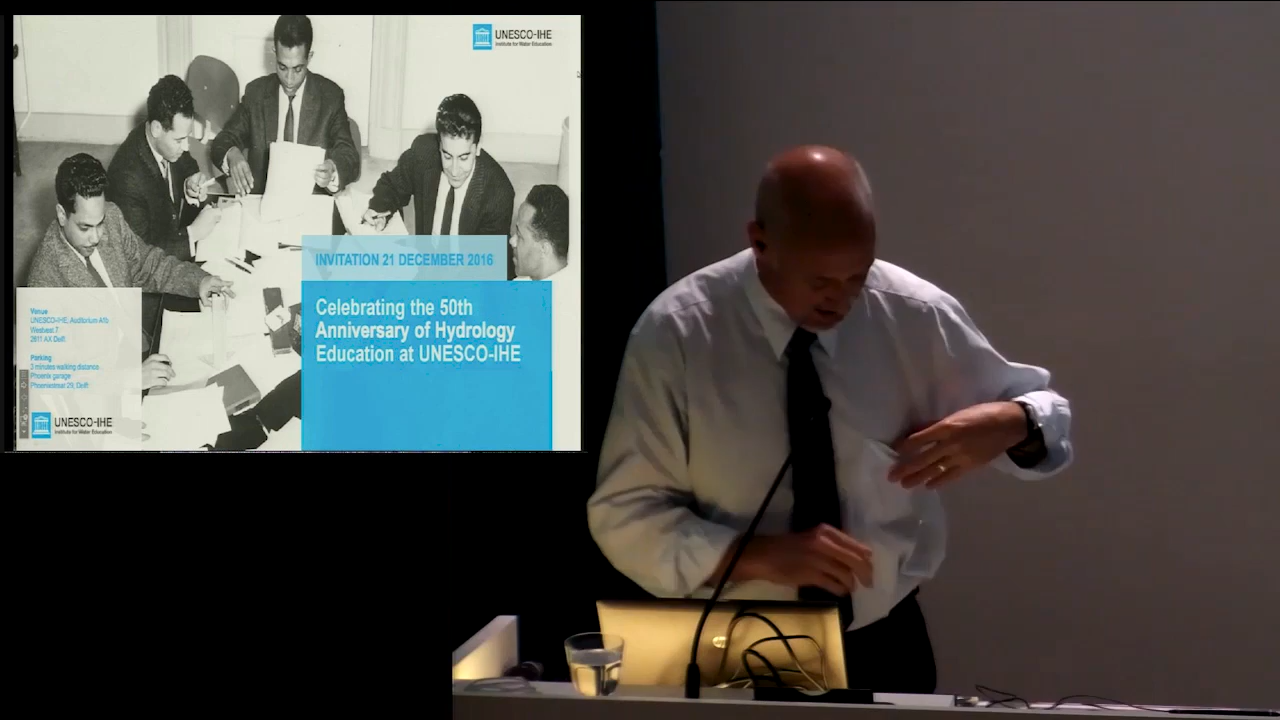 UNESCO-IHE
Institute for Water Education
INVITATION 21 DECEMBER 2016
Celebrating the 50th
Anniversary of Hydrology
Education at UNESCO-IHE
Venue
UNESCO-IHE, Auditorium A1b
Westvest 7
2611 AX Delft
Parking
3 minutes walking distance
Phoenix garage
Phoenixstraat 29, Delft
UNESCO-IHE
Institute for Water Education